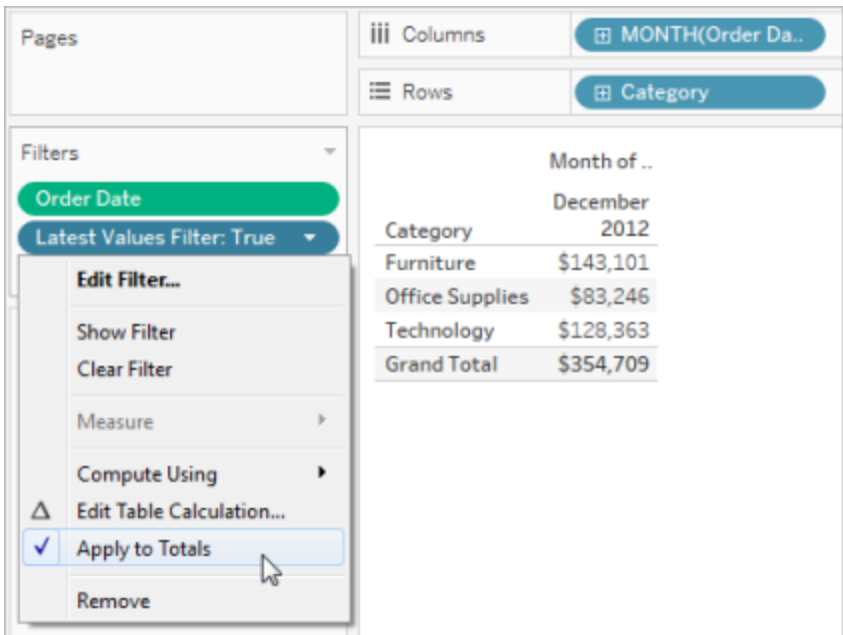 Pages
Columns
MONTH(Order Da..
Rows
Category
Filters
Order Date
Latest Values Filter: True
Edit Filter...
Show Filter
Clear Filter
Measure
Compute Using
Edit Table Calculation...
Apply to Totals
Remove
Month of ..
December
Category 2012
Furniture $143,101
Office Supplies $83,246
Technology $128,363
Grand Total $354,709